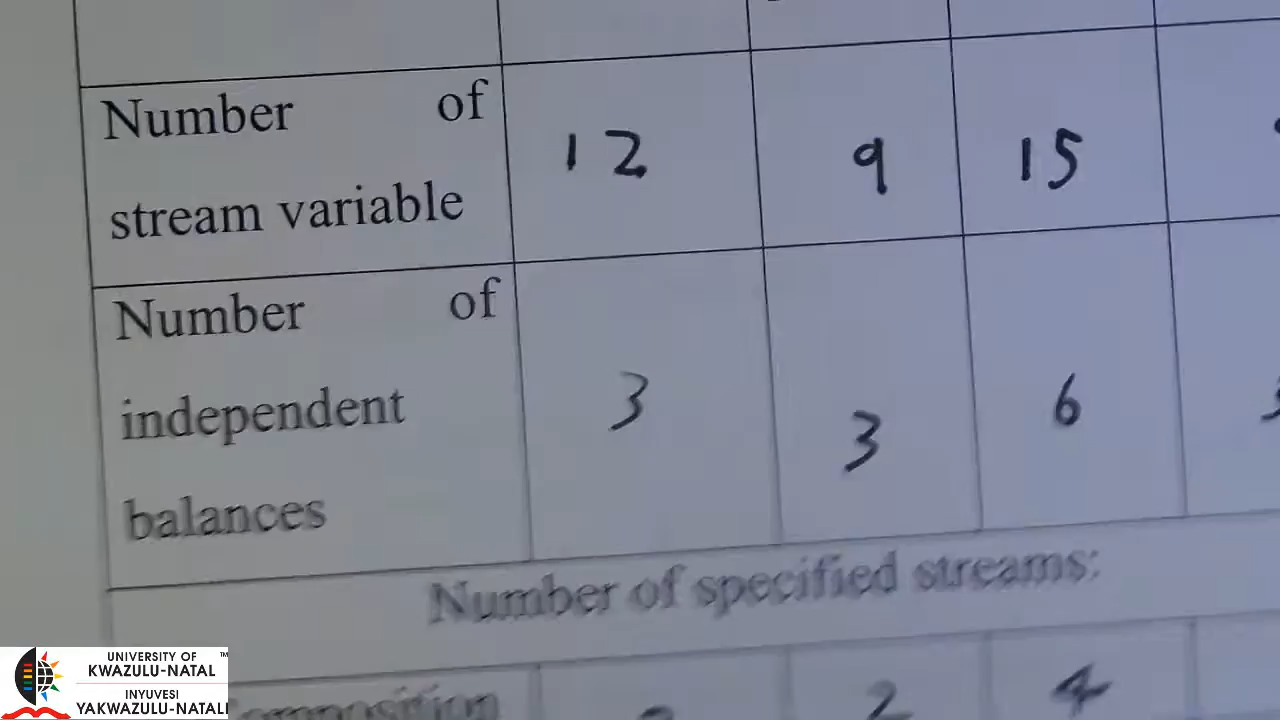 Number of
stream variable
12 9 15
Number of
independent
balances
3 3 6
Number of specified streams:
2 4
UNIVERSITY OF
KWAZULU-NATAL
TM
INYUVESI
YAKWAZULU-NATALI